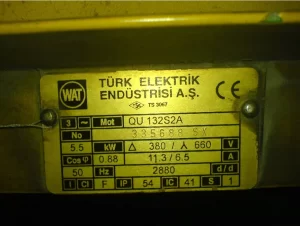 WAT
TÜRK ELEKTRİK
ENDÜSTRİSİ A.Ş.
CE
TS 3067
3 ~ Mot QU 132S2A
No 335688 SX
5.5 kW Δ 380 / ⅄ 660 V
Cos φ 0.88 11.3 / 6.5 A
50 Hz 2880 d / d
I Cl F IP 54 IC 41 S 1